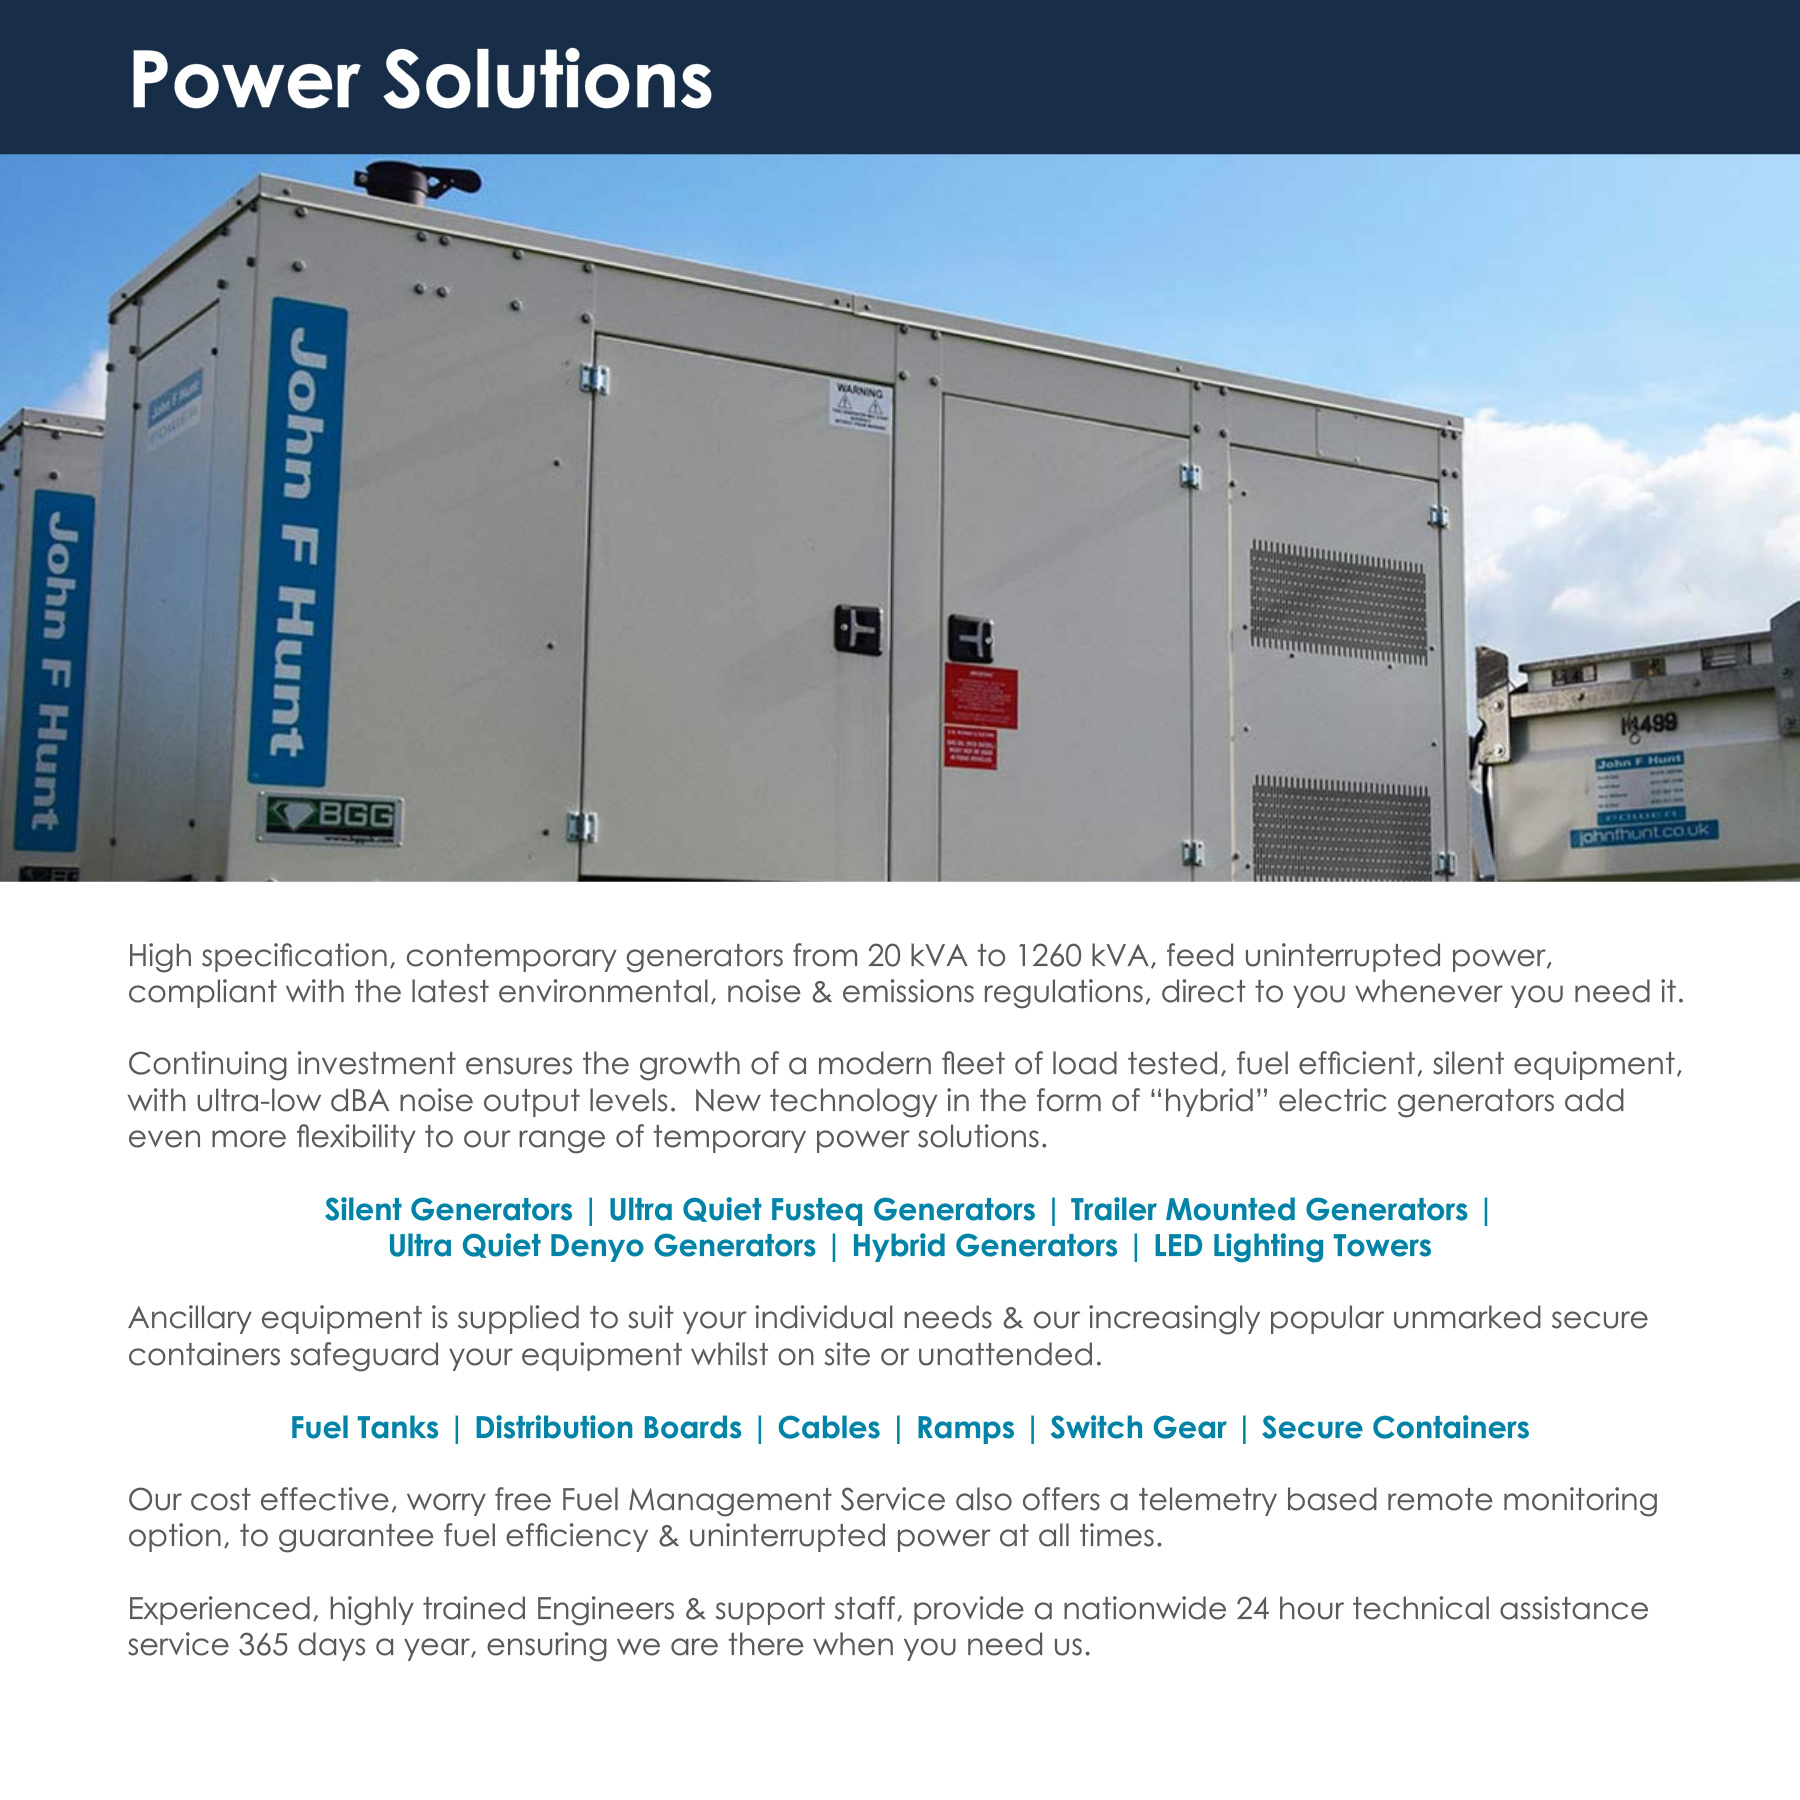 Power Solutions
John F Hunt
John F Hunt
POWER
John F Hunt
WARNING
BGG
John F Hunt
POWER
johnfhunt.co.uk
High specification, contemporary generators from 20 kVA to 1260 kVA, feed uninterrupted power,
compliant with the latest environmental, noise & emissions regulations, direct to you whenever you need it.
Continuing investment ensures the growth of a modern fleet of load tested, fuel efficient, silent equipment,
with ultra-low dBA noise output levels.  New technology in the form of “hybrid” electric generators add
even more flexibility to our range of temporary power solutions.
Silent Generators | Ultra Quiet Fusteq Generators | Trailer Mounted Generators |
Ultra Quiet Denyo Generators | Hybrid Generators | LED Lighting Towers
Ancillary equipment is supplied to suit your individual needs & our increasingly popular unmarked secure
containers safeguard your equipment whilst on site or unattended.
Fuel Tanks | Distribution Boards | Cables | Ramps | Switch Gear | Secure Containers
Our cost effective, worry free Fuel Management Service also offers a telemetry based remote monitoring
option, to guarantee fuel efficiency & uninterrupted power at all times.
Experienced, highly trained Engineers & support staff, provide a nationwide 24 hour technical assistance
service 365 days a year, ensuring we are there when you need us.